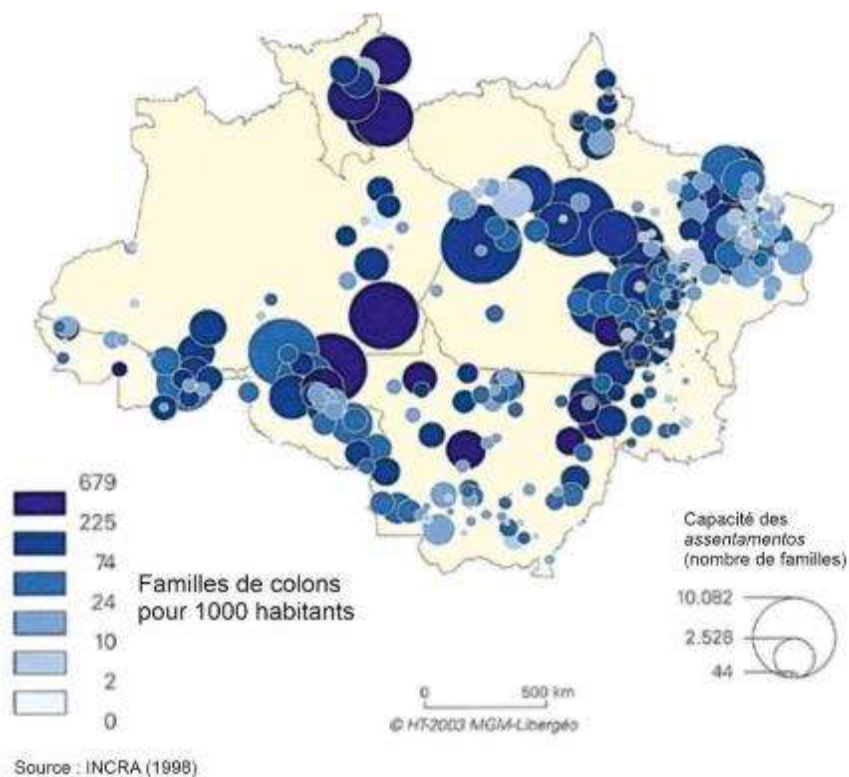 679
225
74
24
10
2
0
Familles de colons
pour 1000 habitants
Capacité des
assentamentos
(nombre de familles)
10.082
2.528
44
0 500 km
© HT-2003 MGM-Libergéo
Source : INCRA (1998)